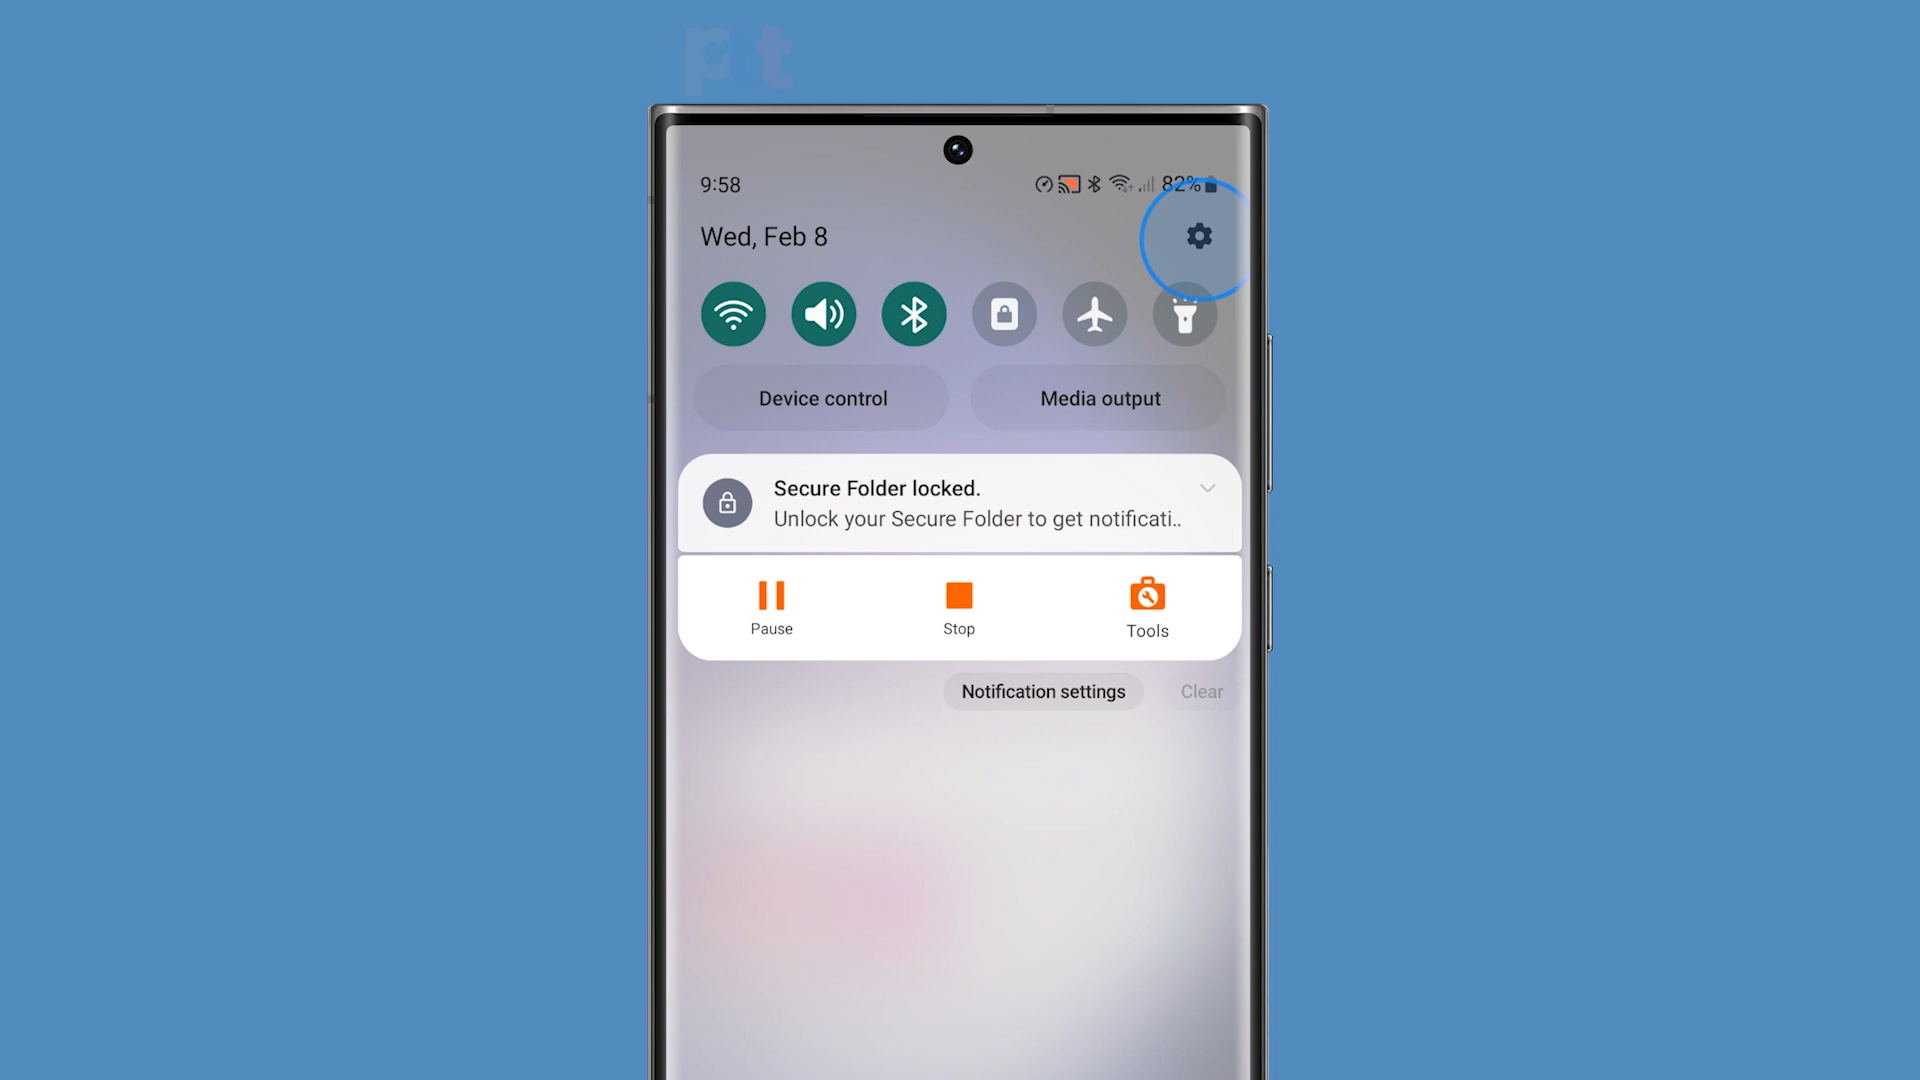 9:58
82%
Wed, Feb 8
Device control
Media output
Secure Folder locked.
Unlock your Secure Folder to get notificati..
Pause
Stop
Tools
Notification settings
Clear